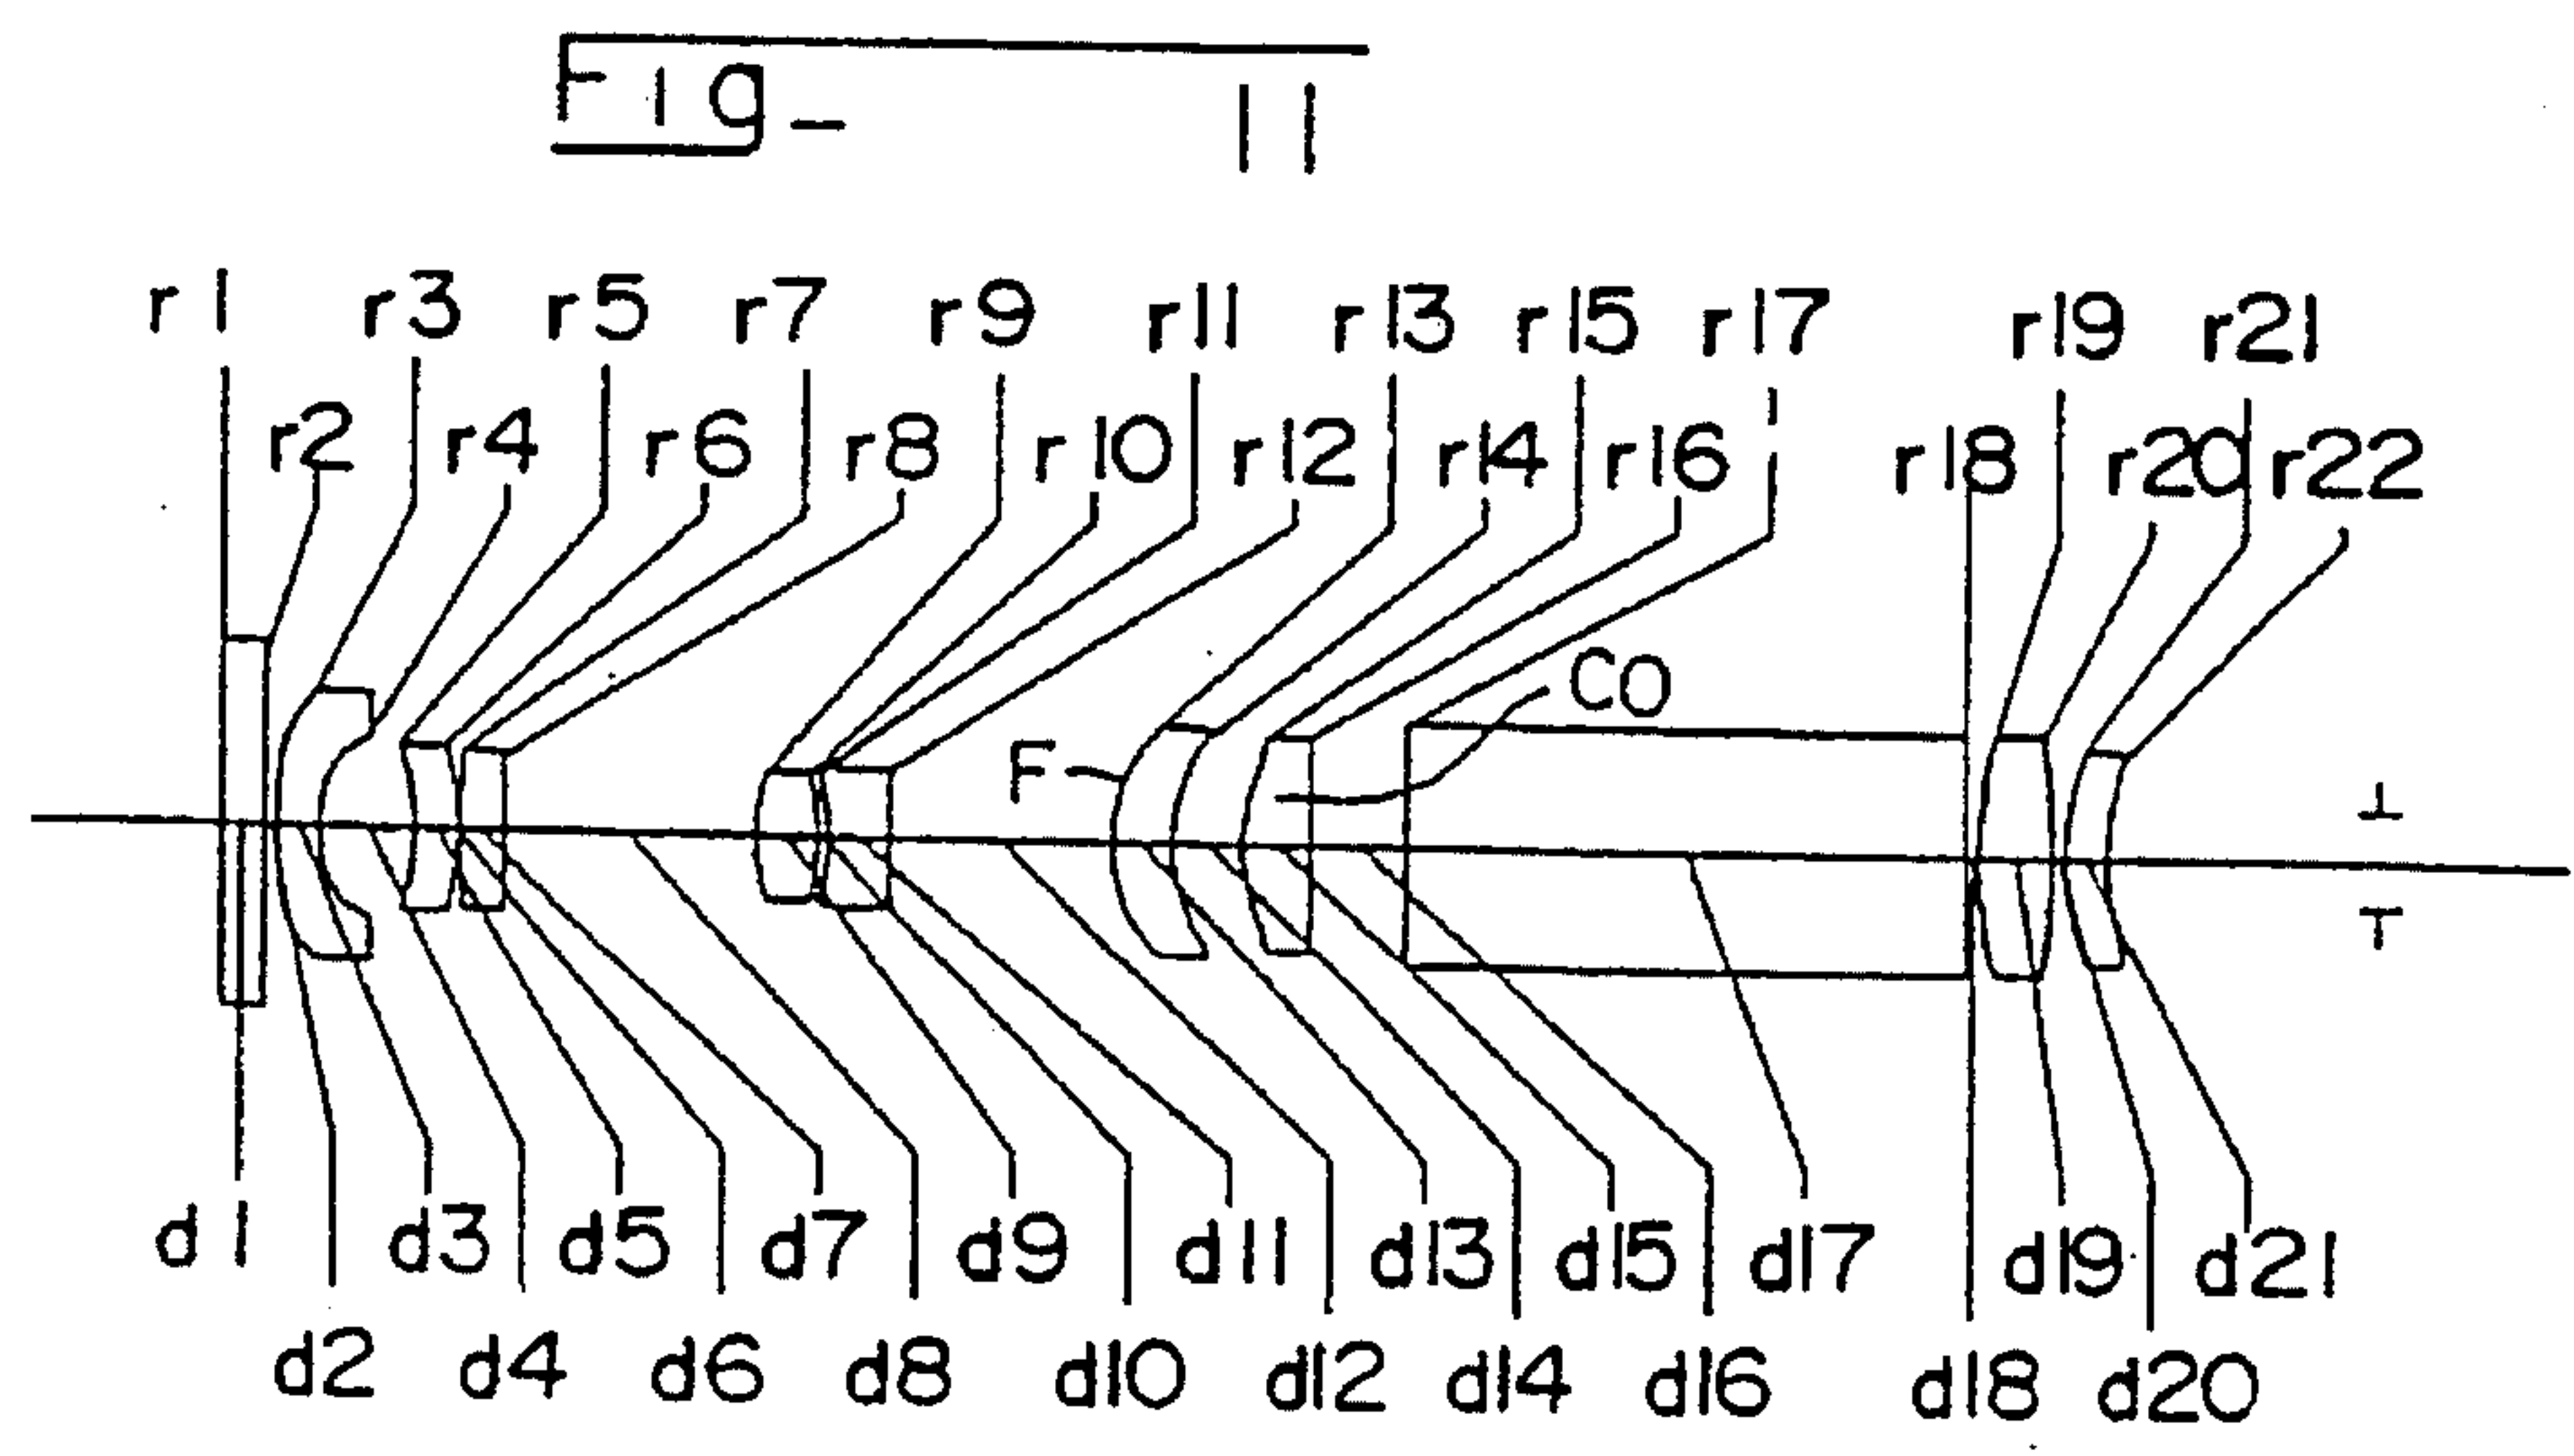 Fig_ 11
r1 r3 r5 r7 r9 r11 r13 r15 r17 r19 r21
r2 r4 r6 r8 r10 r12 r14 r16 r18 r20 r22
CO
F
d1 d3 d5 d7 d9 d11 d13 d15 d17 d19 d21
d2 d4 d6 d8 d10 d12 d14 d16 d18 d20